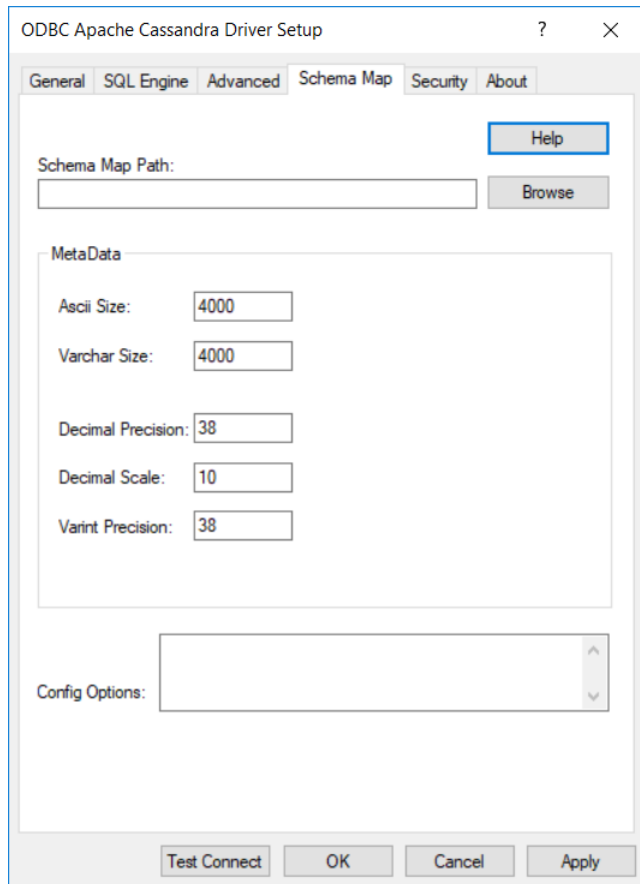 ODBC Apache Cassandra Driver Setup ?
General SQL Engine Advanced Schema Map Security About
Help
Schema Map Path:
Browse
MetaData
Ascii Size: 4000
Varchar Size: 4000
Decimal Precision: 38
Decimal Scale: 10
Varint Precision: 38
Config Options:
Test Connect OK Cancel Apply